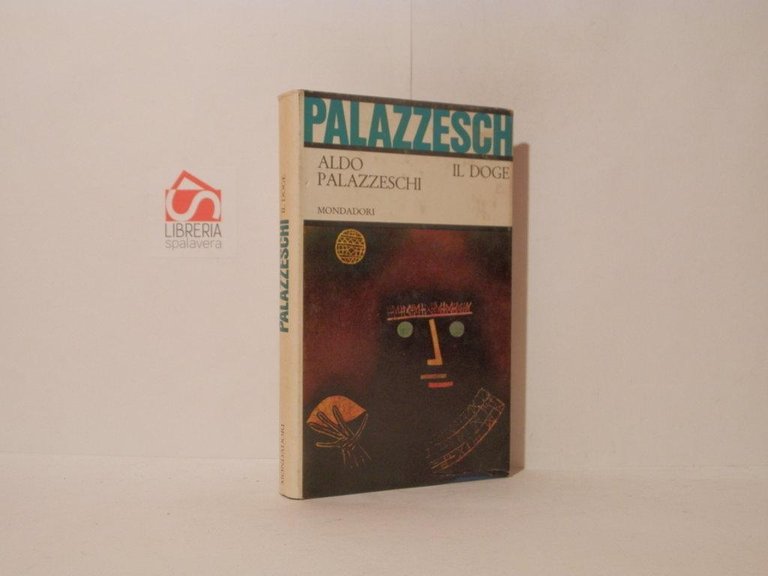 PALAZZESCH
ALDO
PALAZZESCHI
IL DOGE
MONDADORI
IL DOGE
PALAZZESCHI
MONDADORI
LIBRERIA
spalavera